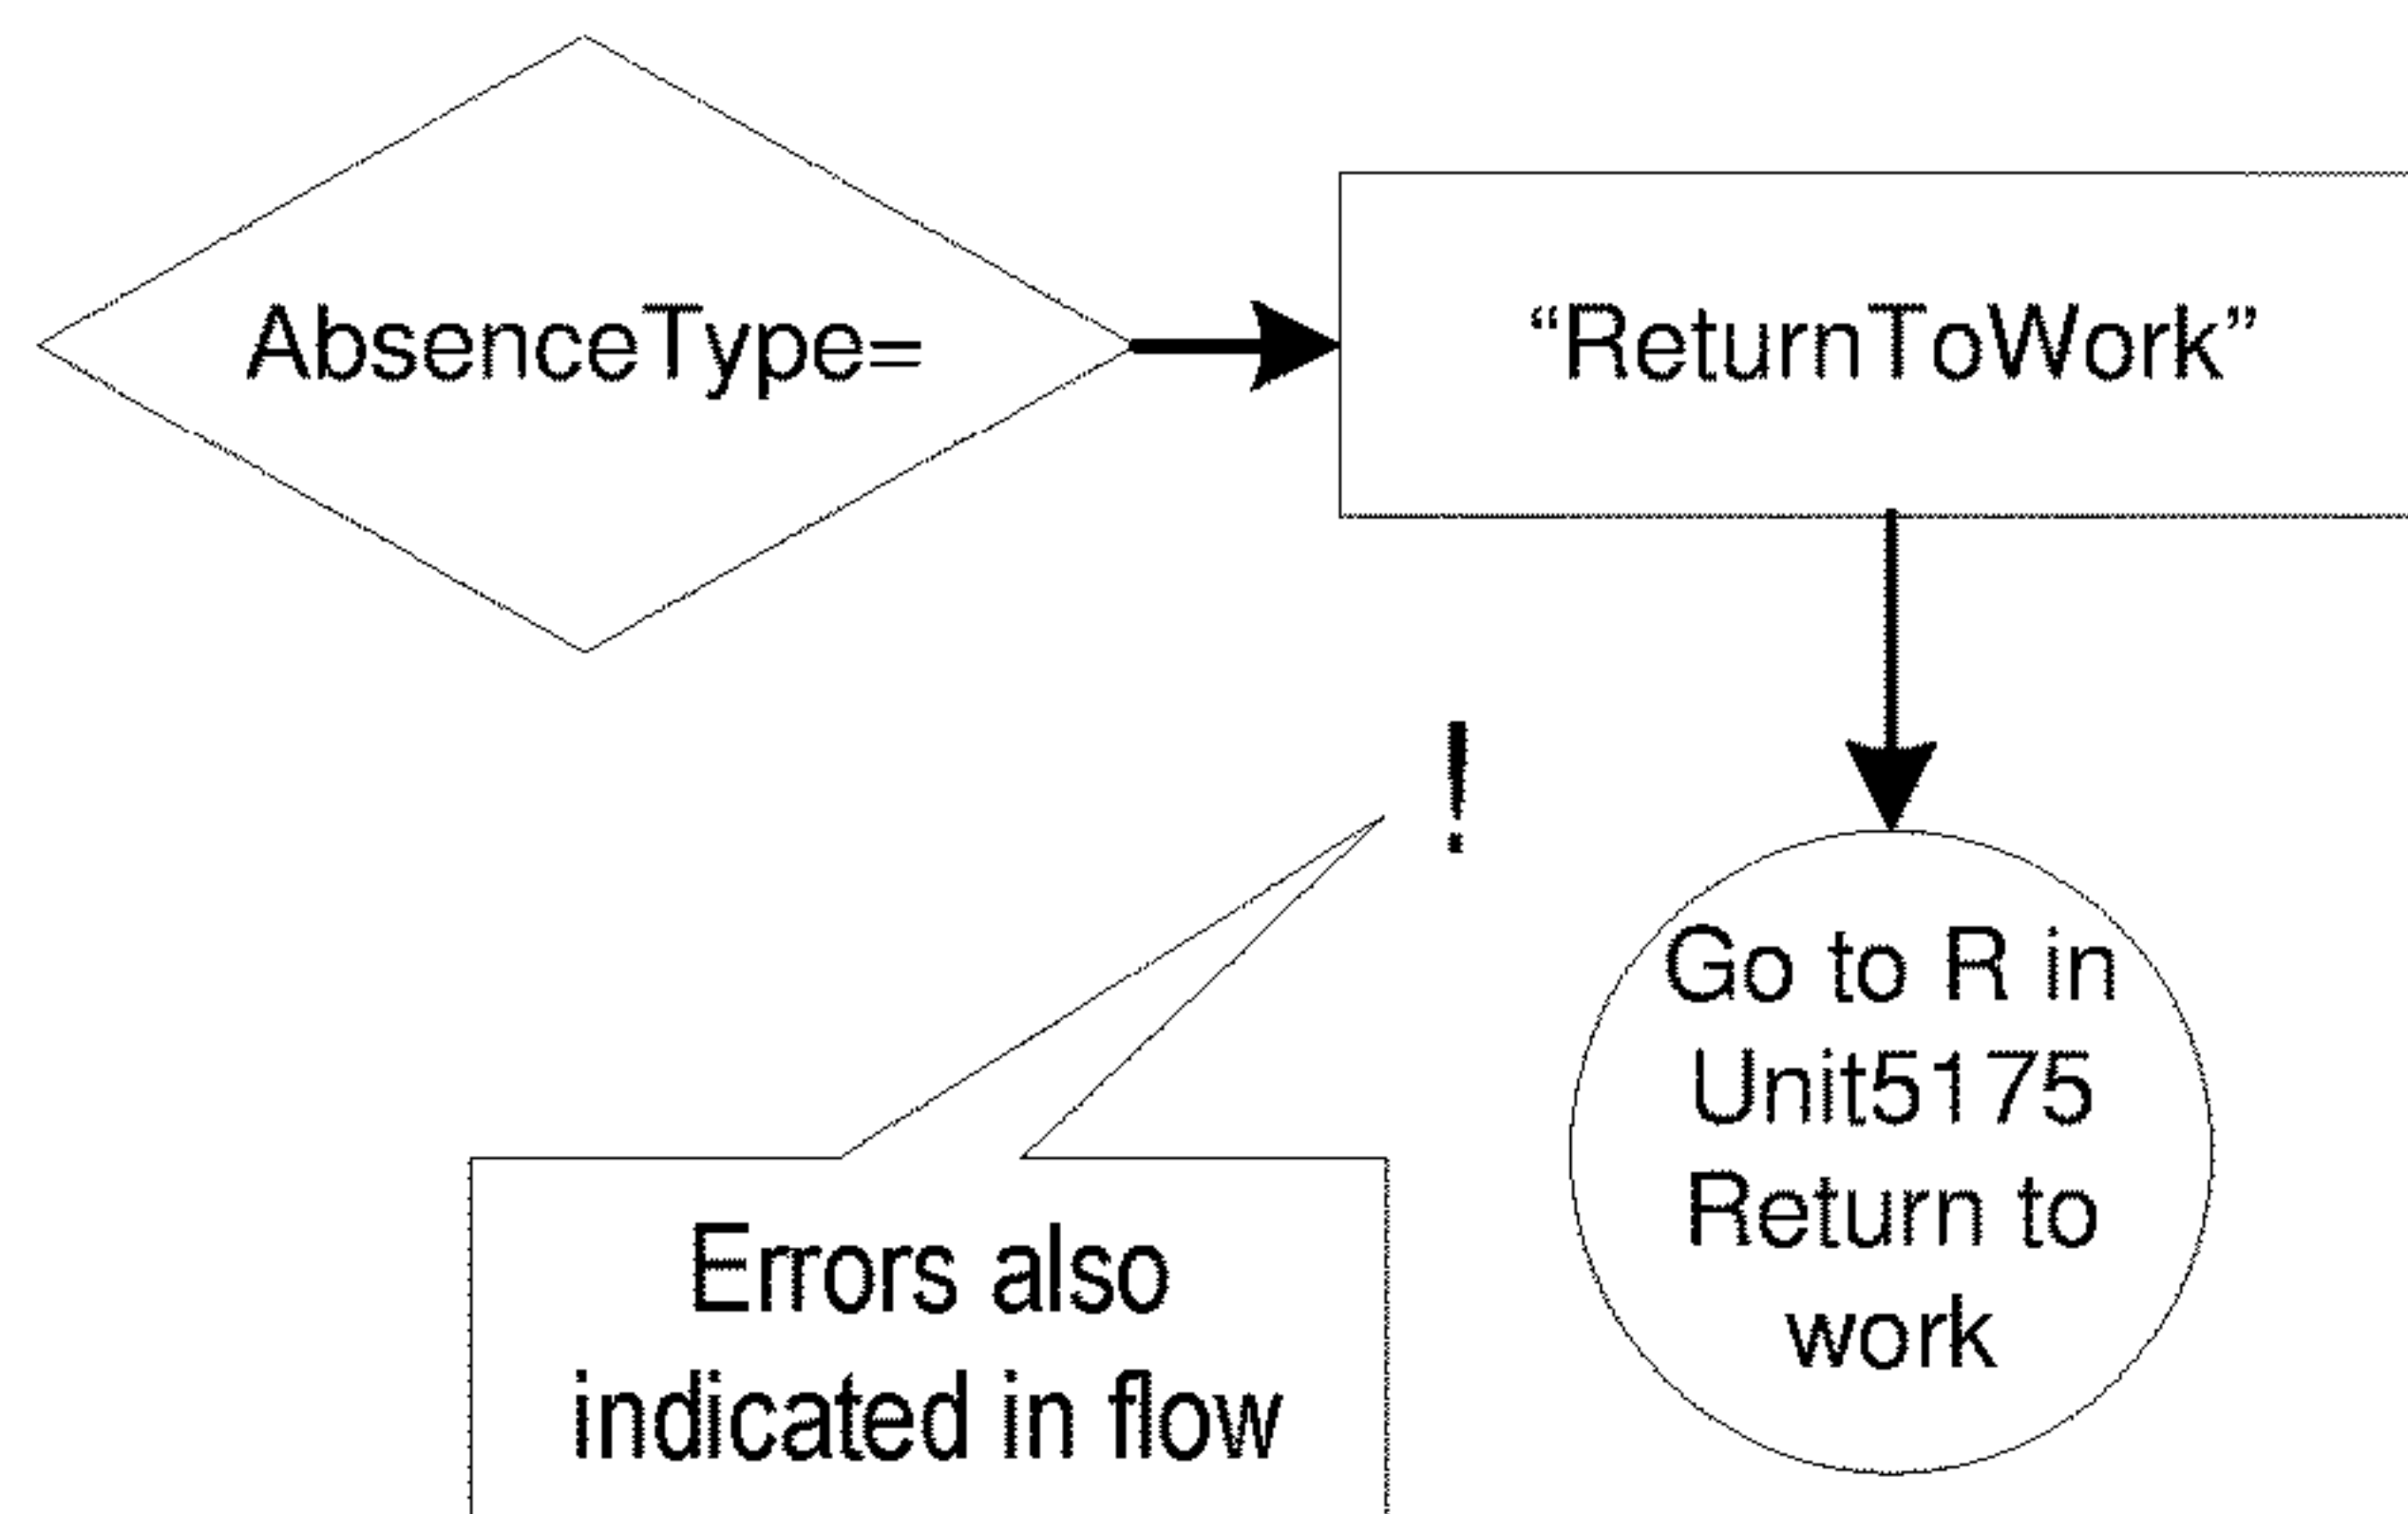 AbsenceType=
“ReturnToWork”
!
Go to R in
Unit5175
Return to
work
Errors also
indicated in flow